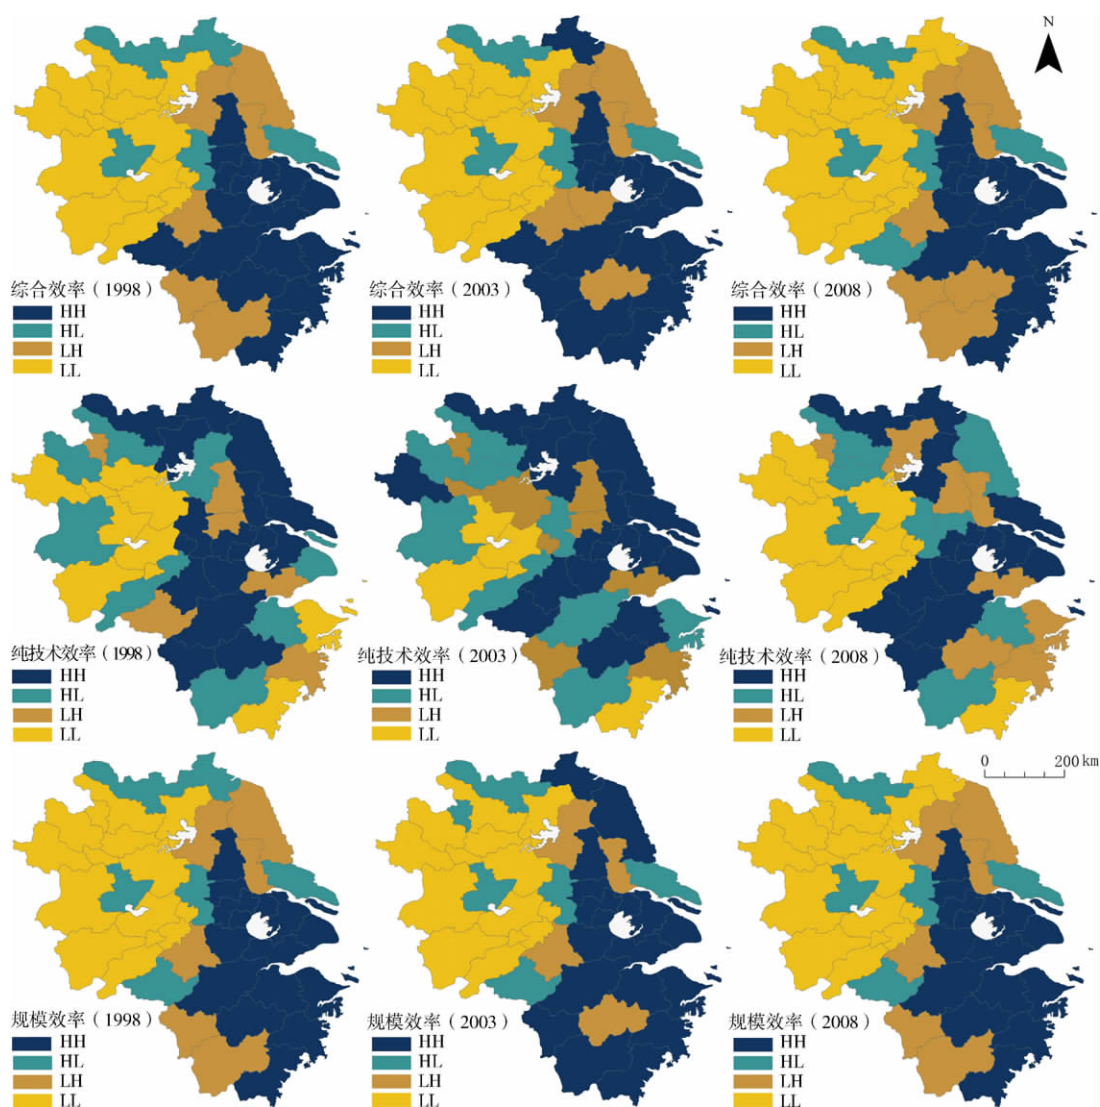 N
综合效率（1998）
HH
HL
LH
LL
综合效率（2003）
HH
HL
LH
LL
综合效率（2008）
HH
HL
LH
LL
纯技术效率（1998）
HH
HL
LH
LL
纯技术效率（2003）
HH
HL
LH
LL
纯技术效率（2008）
HH
HL
LH
LL
0 200 km
规模效率（1998）
HH
HL
LH
LL
规模效率（2003）
HH
HL
LH
LL
规模效率（2008）
HH
HL
LH
LL